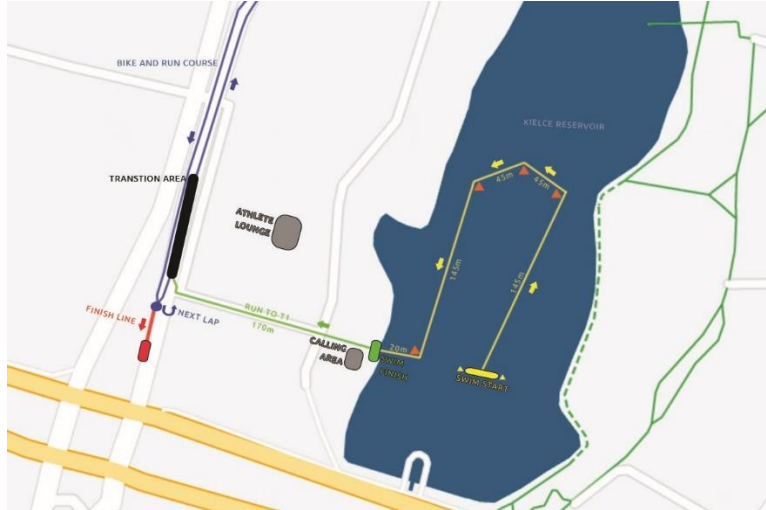 BIKE AND RUN COURSE
KIELCE RESERVOIR
TRANSTION AREA
45m
45m
ATHLETE
LOUNGE
145m
145m
FINISH LINE
NEXT LAP
RUN TO T1
170m
CALLING
AREA
20m
SWIM
FINISH
SWIM START